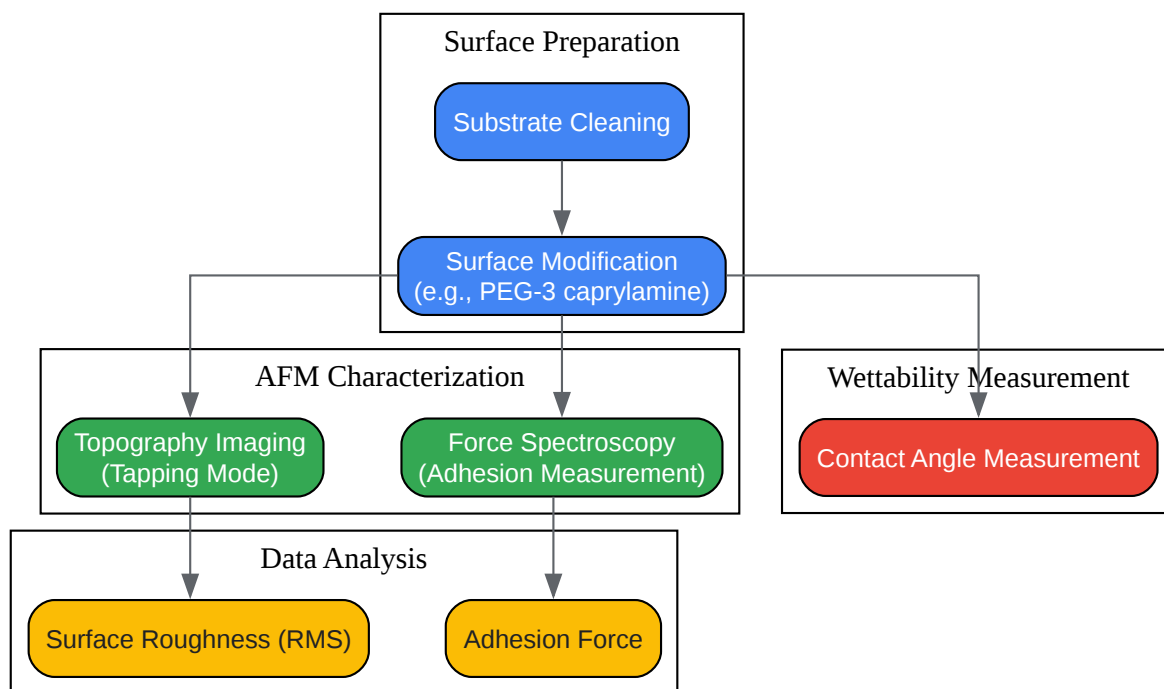 Surface Preparation
Substrate Cleaning
Surface Modification
(e.g., PEG-3 caprylamine)
AFM Characterization
Topography Imaging
(Tapping Mode)
Force Spectroscopy
(Adhesion Measurement)
Wettability Measurement
Contact Angle Measurement
Data Analysis
Surface Roughness (RMS)
Adhesion Force